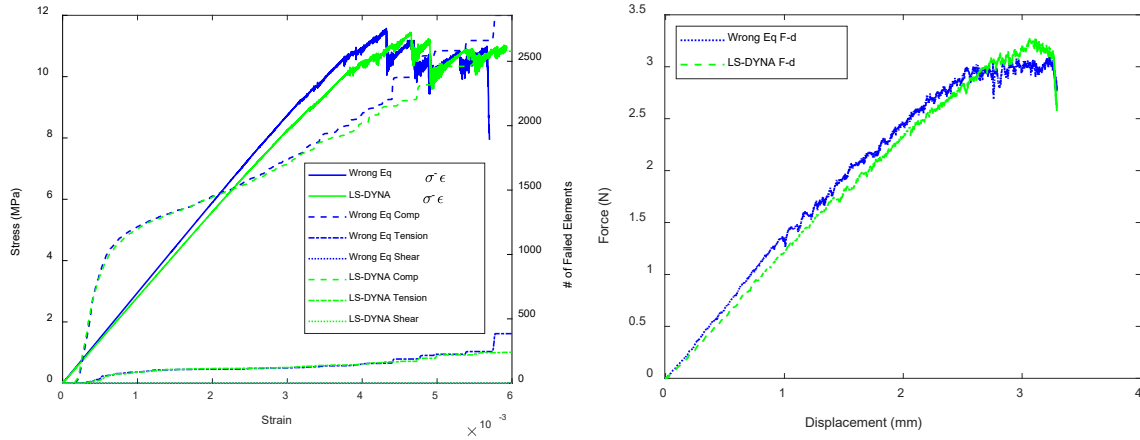 12
10
8
6
4
2
0
Stress (MPa)
2500
2000
1500
1000
500
0
# of Failed Elements
Wrong Eq σ-ϵ
LS-DYNA σ-ϵ
Wrong Eq Comp
Wrong Eq Tension
Wrong Eq Shear
LS-DYNA Comp
LS-DYNA Tension
LS-DYNA Shear
0 1 2 3 4 5 6
Strain
× 10 -3
3.5
3
2.5
2
1.5
1
0.5
0
Force (N)
Wrong Eq F-d
LS-DYNA F-d
0 1 2 3 4
Displacement (mm)